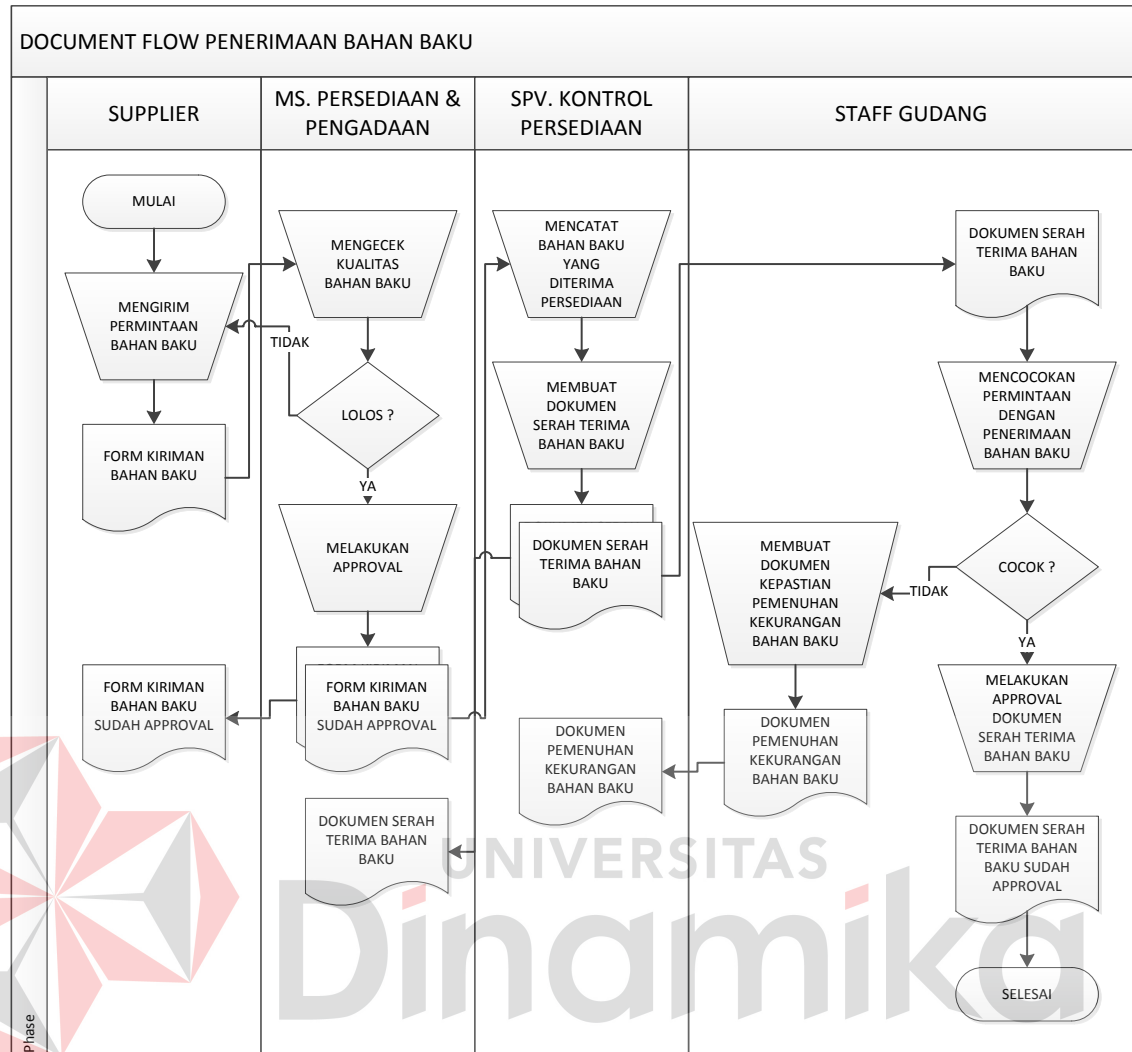 DOCUMENT FLOW PENERIMAAN BAHAN BAKU
SUPPLIER
MS. PERSEDIAAN &
PENGADAAN
SPV. KONTROL
PERSEDIAAN
STAFF GUDANG
MULAI
MENGIRIM
PERMINTAAN
BAHAN BAKU
FORM KIRIMAN
BAHAN BAKU
FORM KIRIMAN
BAHAN BAKU
SUDAH APPROVAL
MENGECEK
KUALITAS
BAHAN BAKU
TIDAK
LOLOS ?
YA
MELAKUKAN
APPROVAL
FORM KIRIMAN
BAHAN BAKU
SUDAH APPROVAL
DOKUMEN SERAH
TERIMA BAHAN
BAKU
MENCATAT
BAHAN BAKU
YANG
DITERIMA
PERSEDIAAN
MEMBUAT
DOKUMEN
SERAH TERIMA
BAHAN BAKU
DOKUMEN SERAH
TERIMA BAHAN
BAKU
DOKUMEN
PEMENUHAN
KEKURANGAN
BAHAN BAKU
DOKUMEN SERAH
TERIMA BAHAN
BAKU
MENCOCOKAN
PERMINTAAN
DENGAN
PENERIMAAN
BAHAN BAKU
COCOK ?
TIDAK
YA
MEMBUAT
DOKUMEN
KEPASTIAN
PEMENUHAN
KEKURANGAN
BAHAN BAKU
DOKUMEN
PEMENUHAN
KEKURANGAN
BAHAN BAKU
MELAKUKAN
APPROVAL
DOKUMEN
SERAH TERIMA
BAHAN BAKU
DOKUMEN SERAH
TERIMA BAHAN
BAKU SUDAH
APPROVAL
SELESAI
Phase
UNIVERSITAS
Dinamika